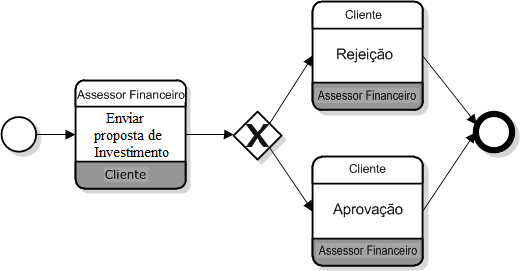 Assessor Financeiro
Enviar
proposta de
Investimento
Cliente
X
Cliente
Rejeição
Assessor Financeiro
Cliente
Aprovação
Assessor Financeiro